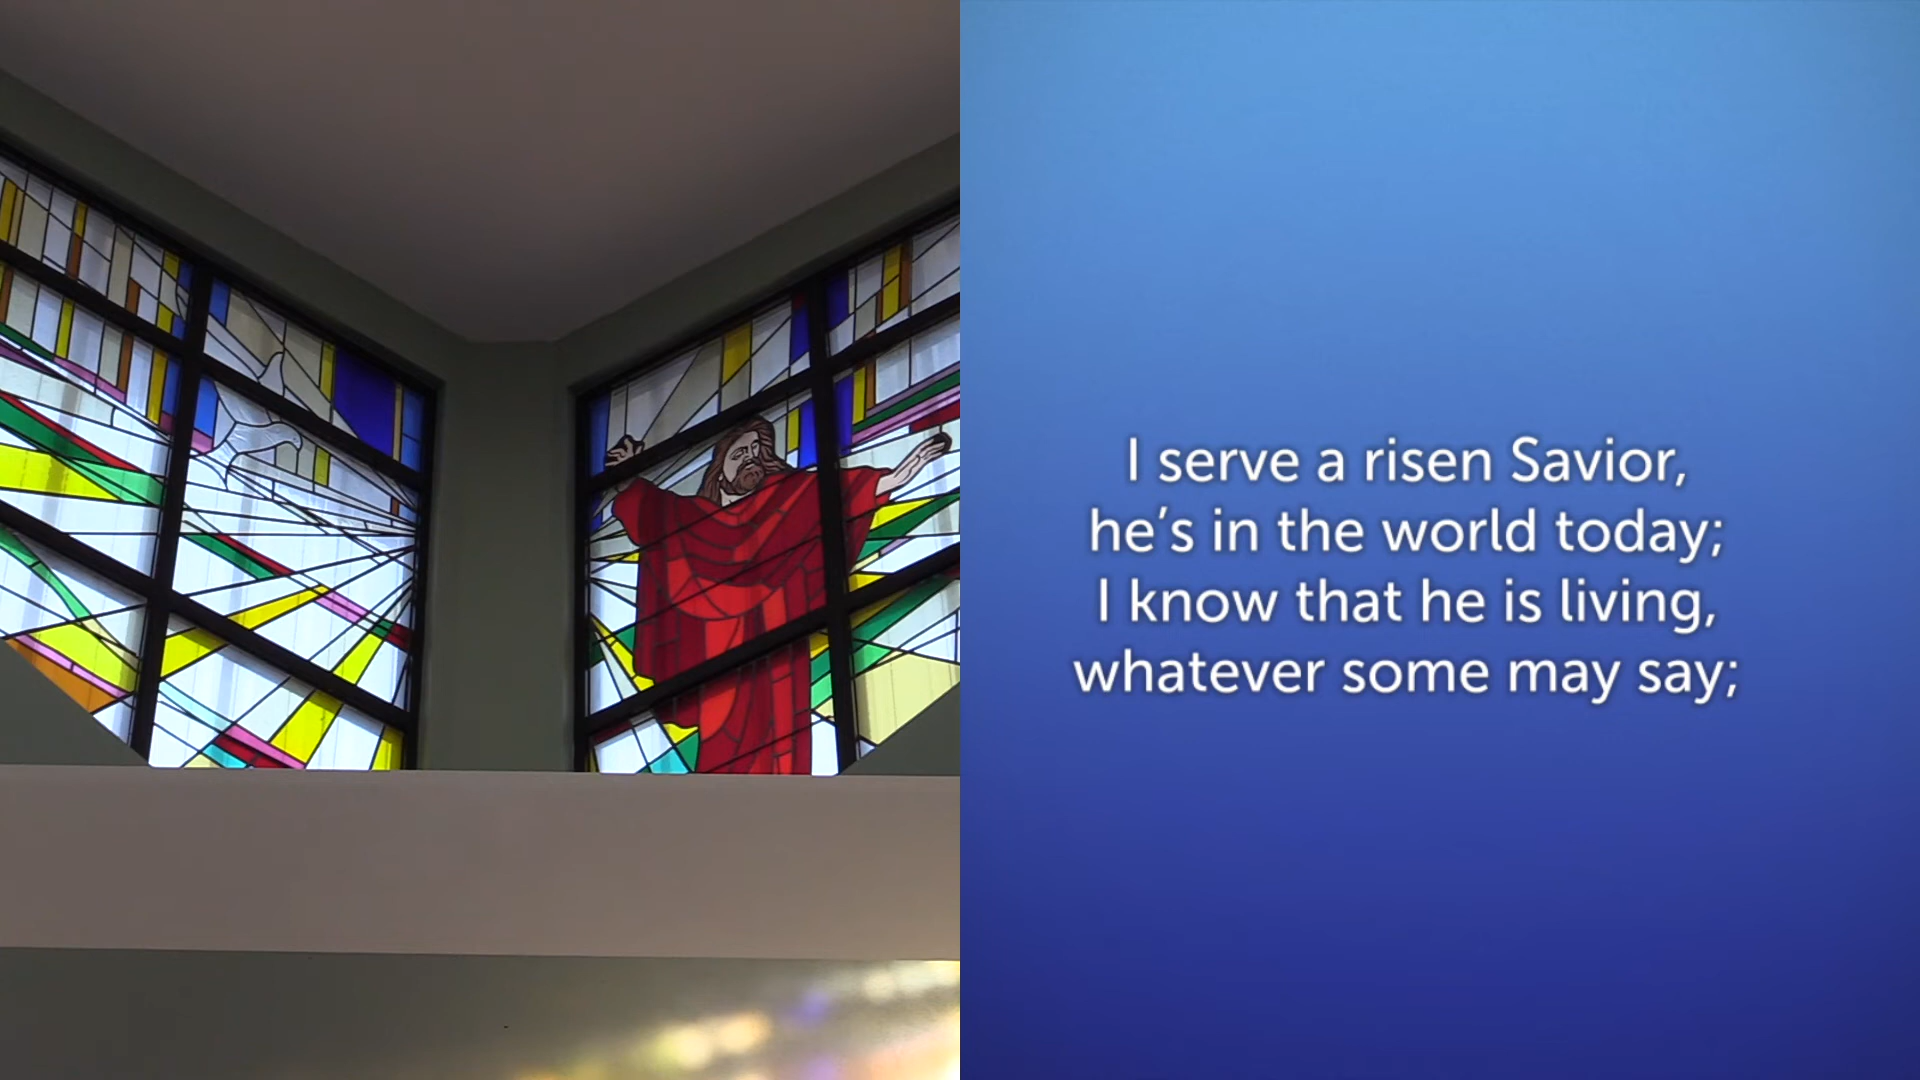 I serve a risen Savior,
he’s in the world today;
I know that he is living,
whatever some may say;